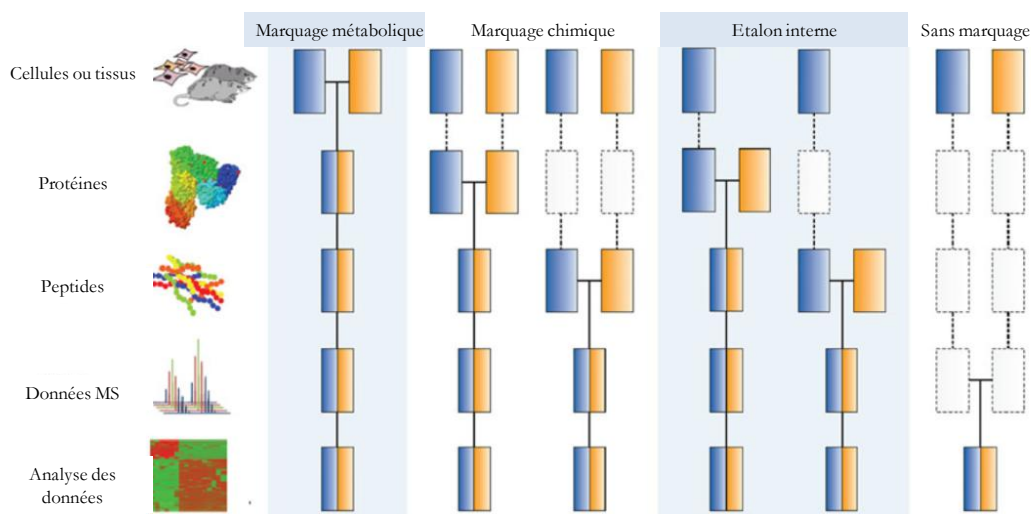 Marquage métabolique
Marquage chimique
Etalon interne
Sans marquage
Cellules ou tissus
Protéines
Peptides
Données MS
Analyse des
données